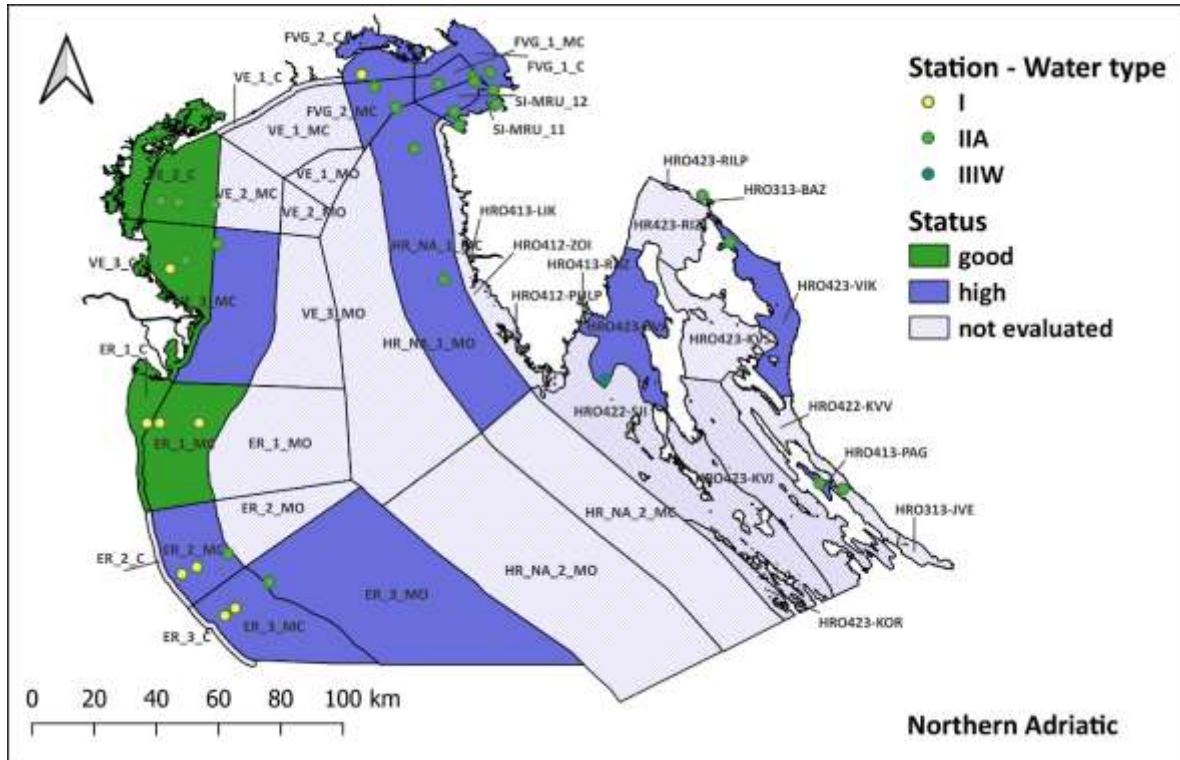 FVG_2_C
FVG_1_MC
FVG_1_C
VE_1_C
SI-MRU_12
FVG_2_MC
SI-MRU_11
VE_1_MC
VE_1_MO
HRO423-RILP
HRO313-BAZ
VE_2_C
VE_2_MC
VE_2_MO
HRO413-LIK
HR_NA_1_MC
HRO412-ZOI
VE_3_C
HRO412-PULP
HRO423-VIK
VE_3_MC
VE_3_MO
ER_1_C
HR_NA_1_MO
HRO422-SJI
HRO422-KVV
ER_1_MC
ER_1_MO
HRO413-PAG
HRO423-KVJ
HR_NA_2_MC
ER_2_MO
HRO313-JVE
ER_2_C
ER_2_MC
HR_NA_2_MO
ER_3_MO
ER_3_C
ER_3_MC
HRO423-KOR
Station - Water type
I
IIA
IIIW
Status
good
high
not evaluated
0 20 40 60 80 100 km
Northern Adriatic